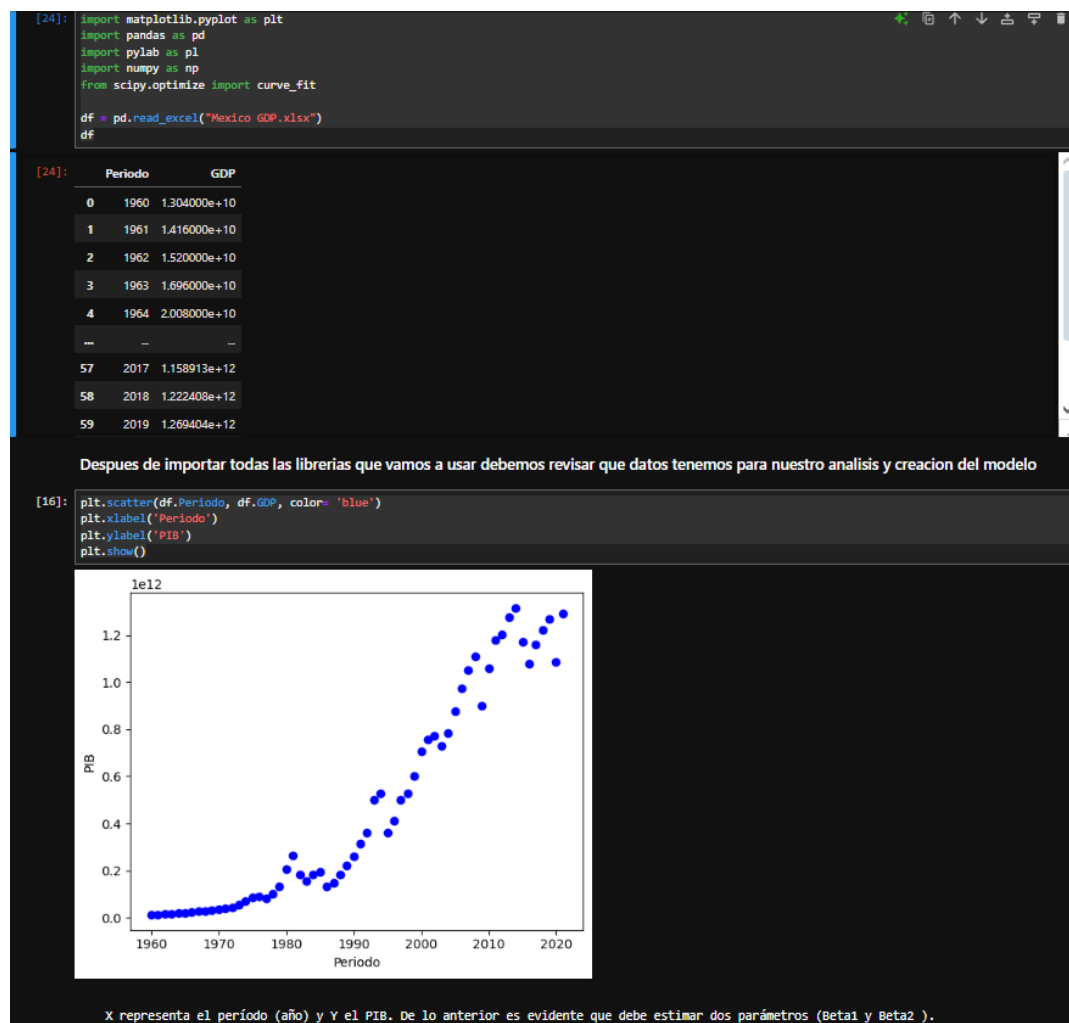 [24]: import matplotlib.pyplot as plt
import pandas as pd
import pylab as pl
import numpy as np
from scipy.optimize import curve_fit
df = pd.read_excel("Mexico GDP.xlsx")
df
[24]: Periodo GDP
0 1960 1.304000e+10
1 1961 1.416000e+10
2 1962 1.520000e+10
3 1963 1.696000e+10
4 1964 2.008000e+10
... ... ...
57 2017 1.158913e+12
58 2018 1.222408e+12
59 2019 1.269404e+12
Despues de importar todas las librerias que vamos a usar debemos revisar que datos tenemos para nuestro analisis y creacion del modelo
[16]: plt.scatter(df.Periodo, df.GDP, color= 'blue')
plt.xlabel('Periodo')
plt.ylabel('PIB')
plt.show()
1e12
1.2
1.0
0.8
PIB
0.6
0.4
0.2
0.0
1960 1970 1980 1990 2000 2010 2020
Periodo
X representa el período (año) y Y el PIB. De lo anterior es evidente que debe estimar dos parámetros (Beta1 y Beta2 ).